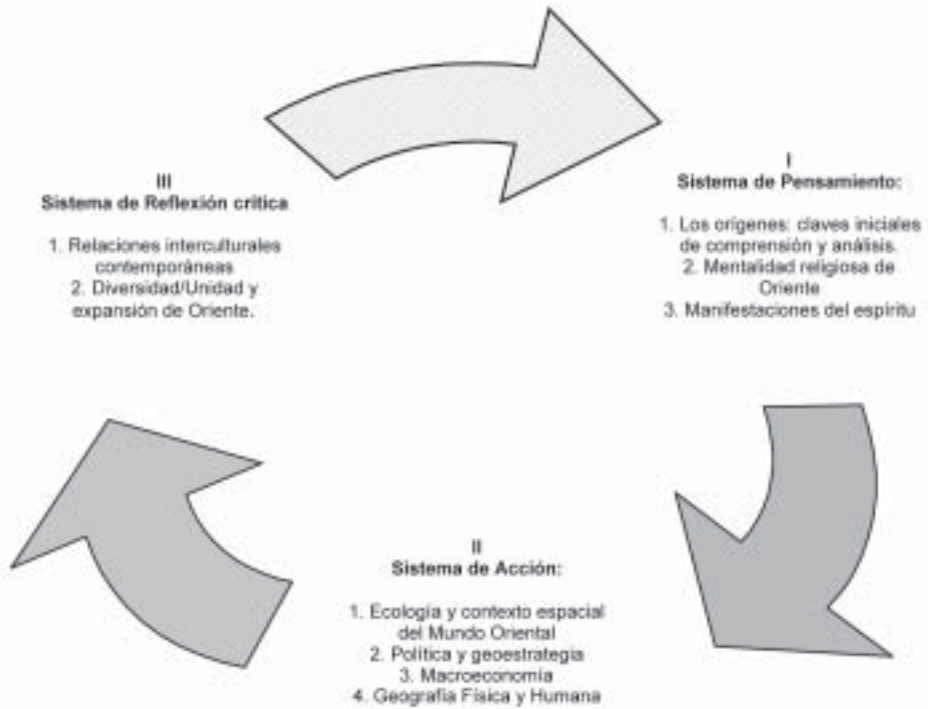 III
Sistema de Reflexión crítica
1. Relaciones interculturales
contemporáneas
2. Diversidad/Unidad y
expansión de Oriente.
I
Sistema de Pensamiento:
1. Los orígenes: claves iniciales
de comprensión y análisis.
2. Mentalidad religiosa de
Oriente
3. Manifestaciones del espíritu
II
Sistema de Acción:
1. Ecología y contexto espacial
del Mundo Oriental
2. Política y geoestrategia
3. Macroeconomía
4. Geografía Física y Humana